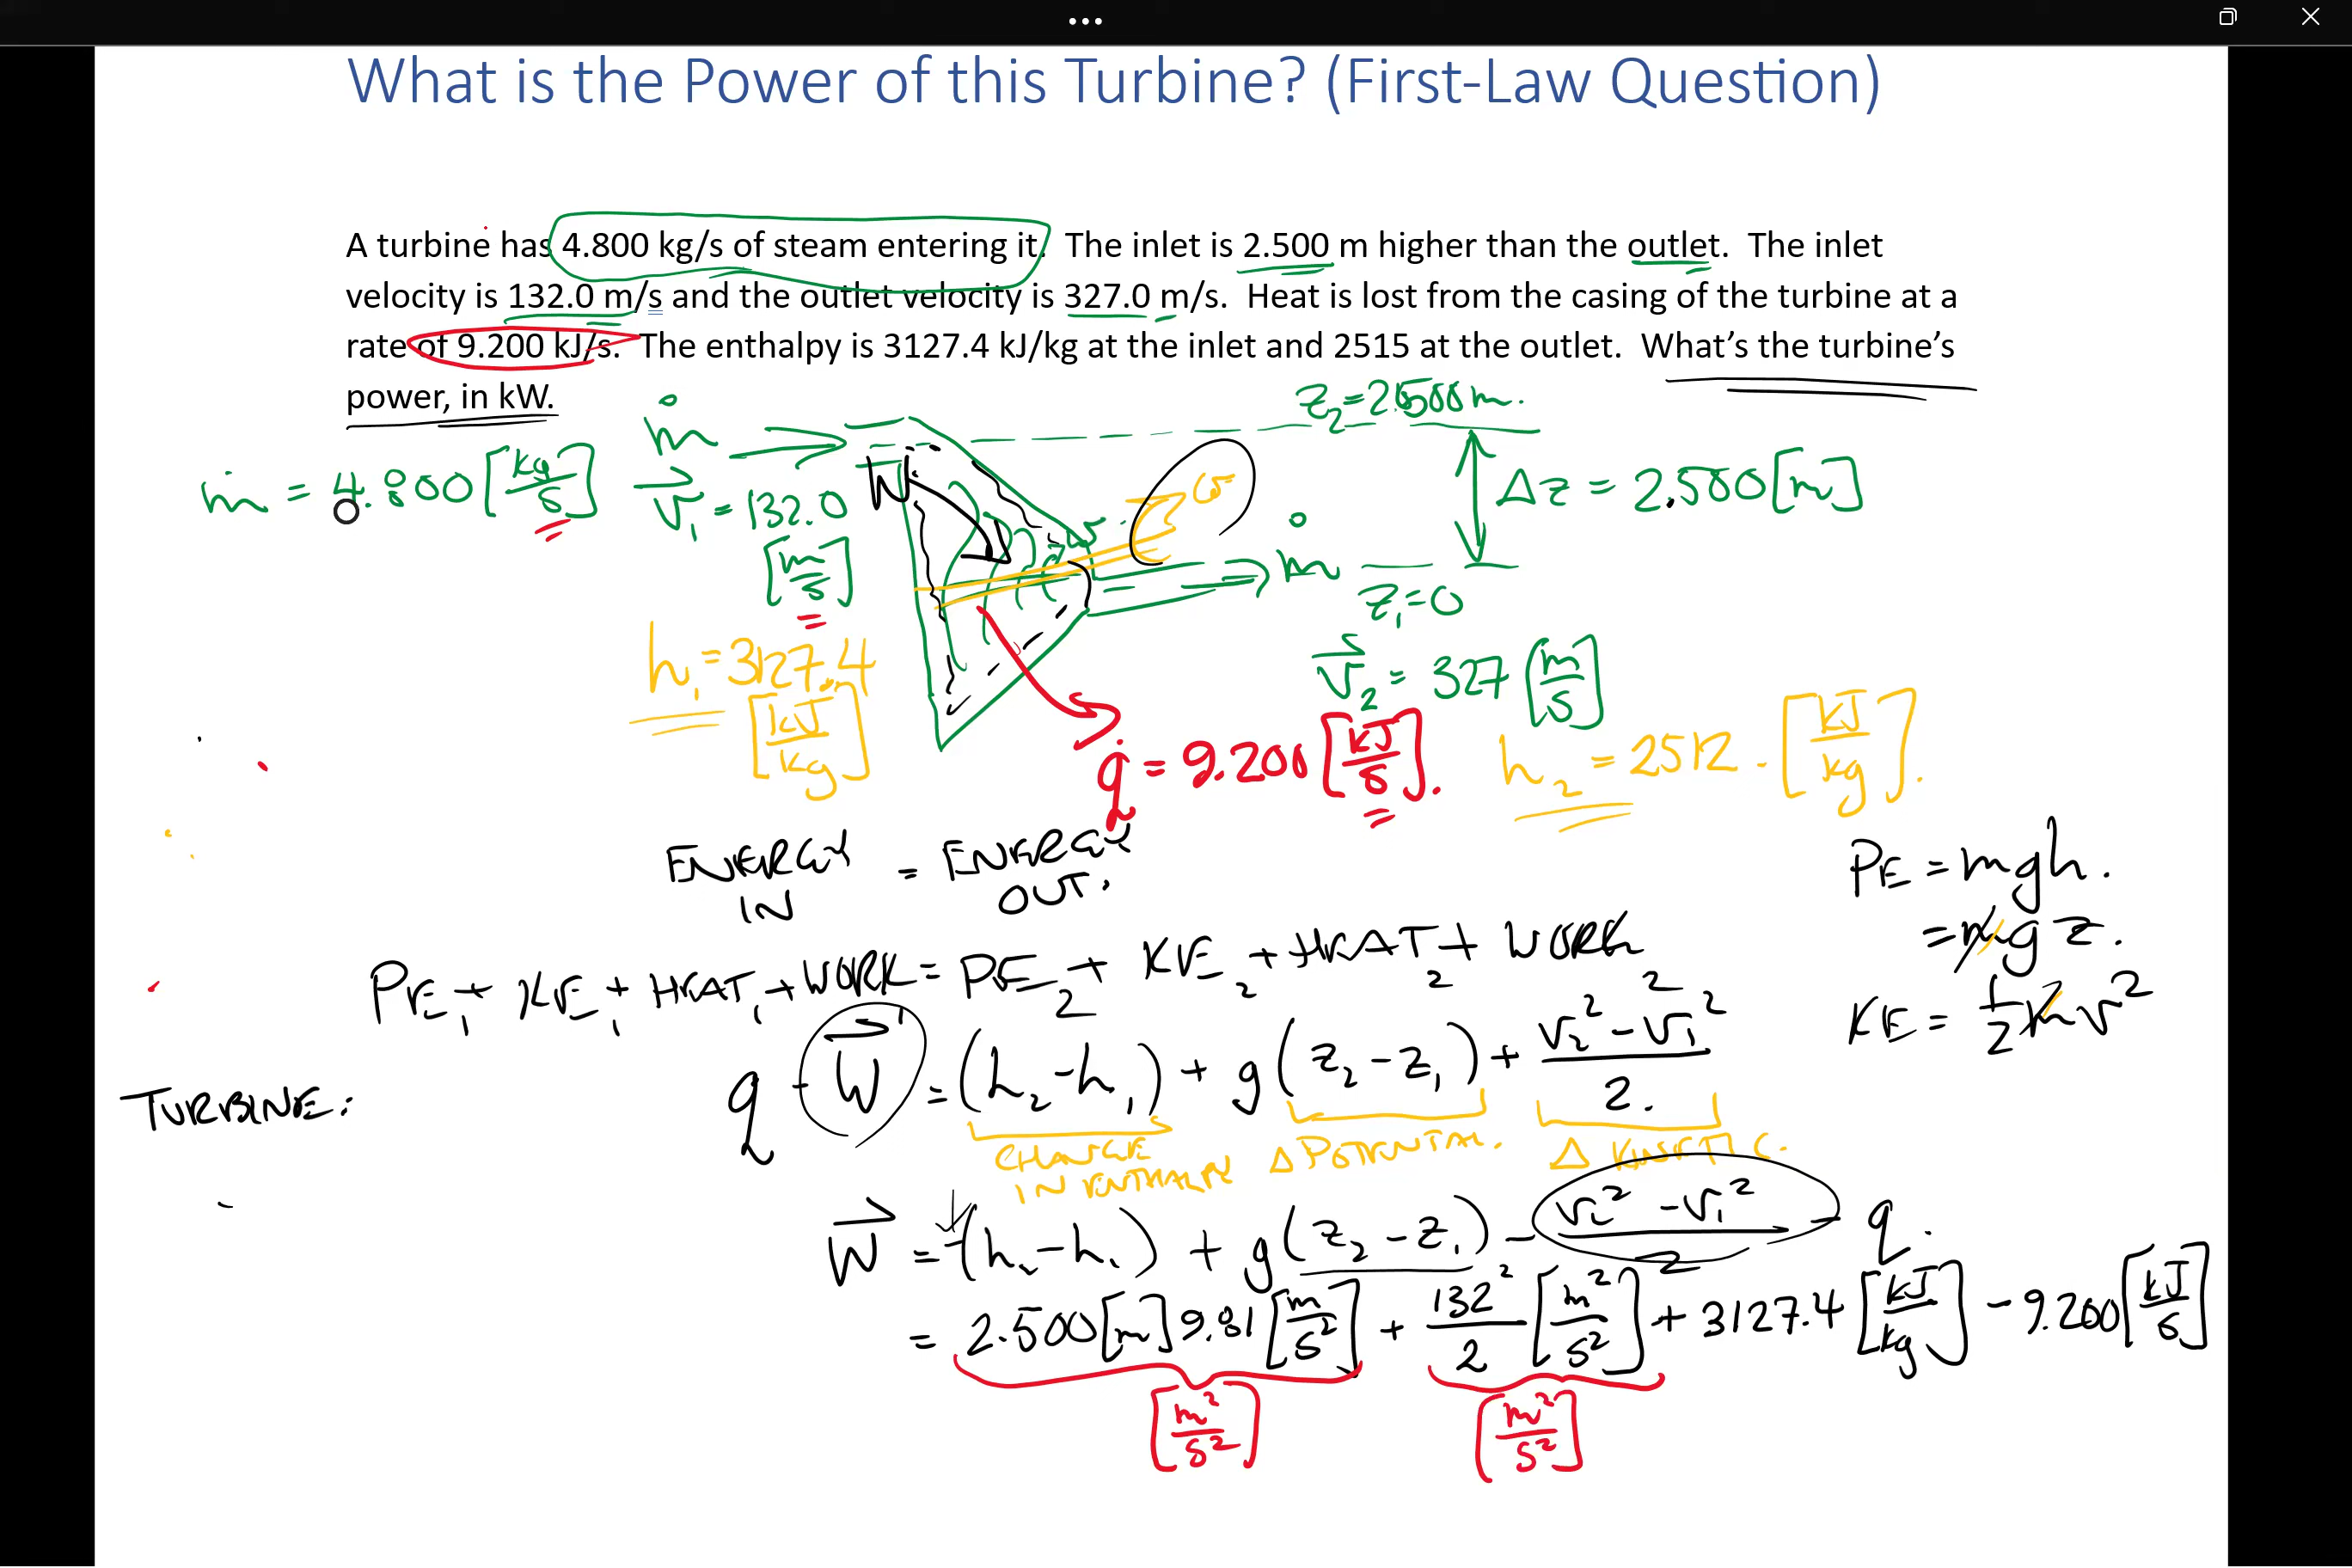 What is the Power of this Turbine? (First-Law Question)
A turbine has 4.800 kg/s of steam entering it. The inlet is 2.500 m higher than the outlet. The inlet
velocity is 132.0 m/s and the outlet velocity is 327.0 m/s. Heat is lost from the casing of the turbine at a
rate of 9.200 kJ/s. The enthalpy is 3127.4 kJ/kg at the inlet and 2515 at the outlet. What's the turbine's
power, in kW.
z₂ = 2.500 m.
ṁ
ṁ = 4.800 [kg/s]
v⃗₁ = 132.0 [m/s]
W
ω
Δz = 2.500 [m]
ṁ
z₁ = 0
h₁ = 3127.4 [kJ/kg]
v⃗₂ = 327 [m/s]
q̇ = 9.200 [kJ/s].
h₂ = 2512. [kJ/kg].
ENERGY IN = ENERGY OUT.
PE = mgh.
= mgz.
KE = 1/2 mv²
PE₁ + KE₁ + HEAT₁ + WORK₁ = PE₂ + KE₂ + HEAT₂ + WORK₂
TURBINE:
q - W⃗ = (h₂ - h₁) + g(z₂ - z₁) + (v₂² - v₁²)/2.
CHANGE IN ENTHALPY
Δ POTENTIAL.
Δ KINETIC.
W⃗ = -(h₂ - h₁) + g(z₂ - z₁) - (v₂² - v₁²)/2 - q.
= 2.500 [m] 9.81 [m/s²] + 132²/2 [m²/s²] + 3127.4 [kJ/kg] - 9.200 [kJ/s]
[m²/s²]
[m²/s²]